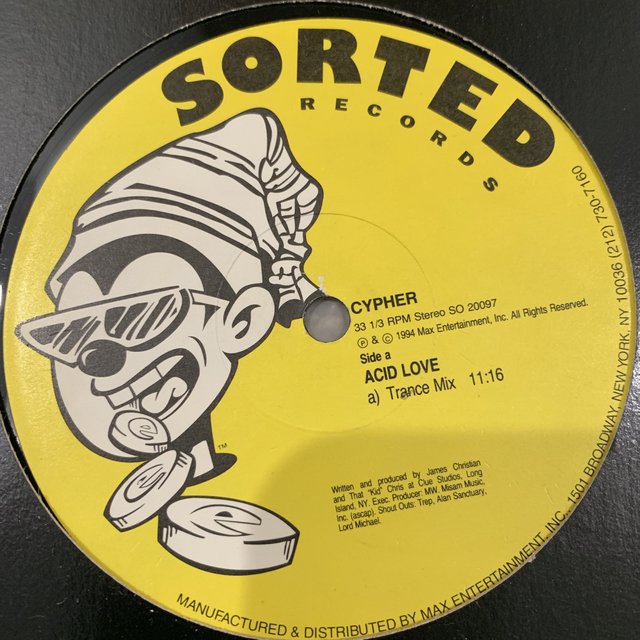 SORTED
RECORDS
CYPHER
33 1/3 RPM Stereo SO 20097
℗ & © 1994 Max Entertainment, Inc. All Rights Reserved.
Side a
ACID LOVE
a) Trance Mix 11:16
Written and produced by James Christian
and That "Kid" Chris at Clue Studios, Long
Island, NY. Exec. Producer: MW. Misam Music,
Inc. (ascap). Shout Outs: Trep, Alan Sanctuary,
Lord Michael.
e
e
e
TM
MANUFACTURED & DISTRIBUTED BY MAX ENTERTAINMENT, INC., 1501 BROADWAY, NEW YORK, NY 10036 (212) 730-7160